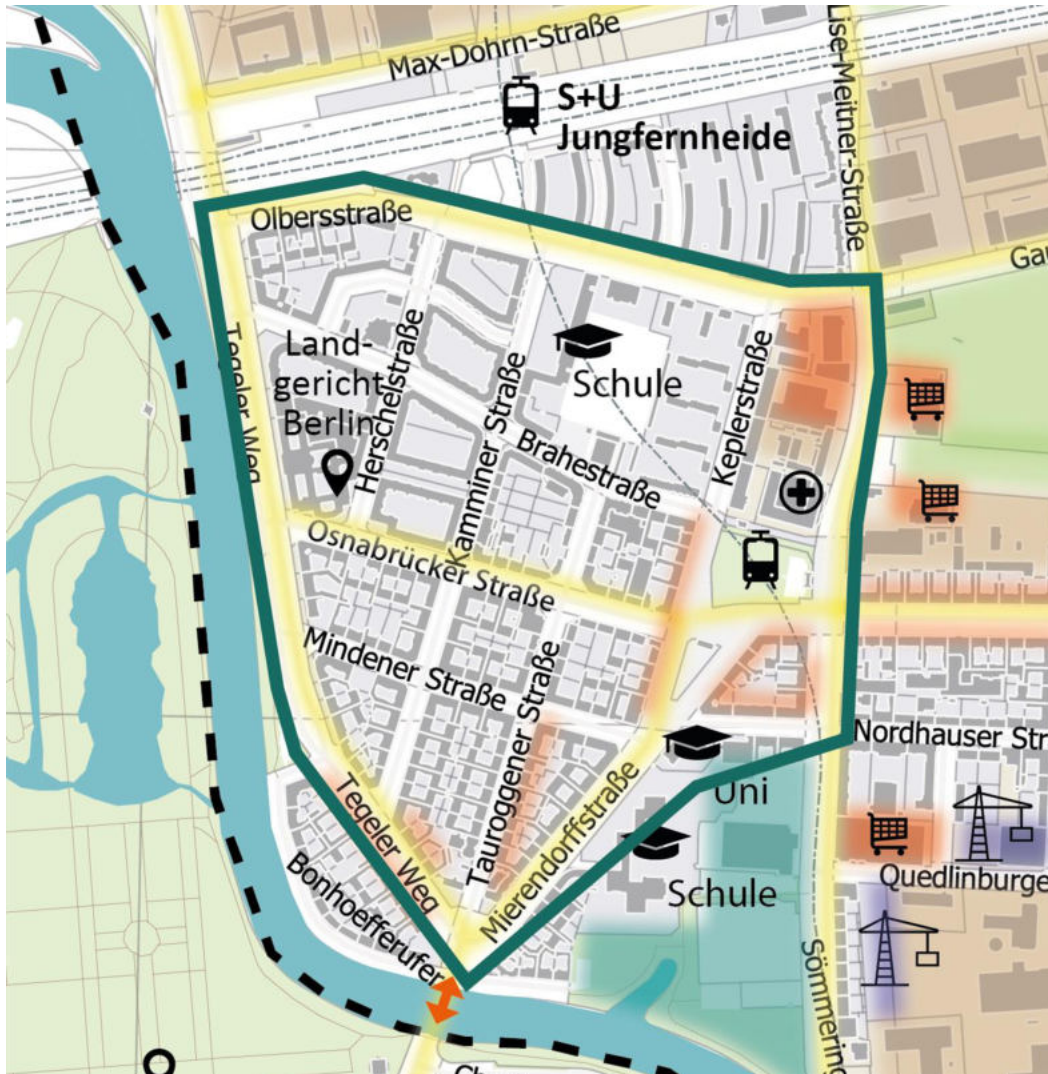 Max-Dohrn-Straße
Lise-Meitner-Straße
S+U
Jungfernheide
Olbersstraße
Tegeler Weg
Land-
gericht
Berlin
Herschelstraße
Kamminer Straße
Schule
Brahestraße
Keplerstraße
Osnabrücker Straße
Mindener Straße
Tauroggener Straße
Nordhauser Str
Uni
Tegeler Weg
Mierendorffstraße
Schule
Bonhoefferufer
Quedlinburge
Sömmering